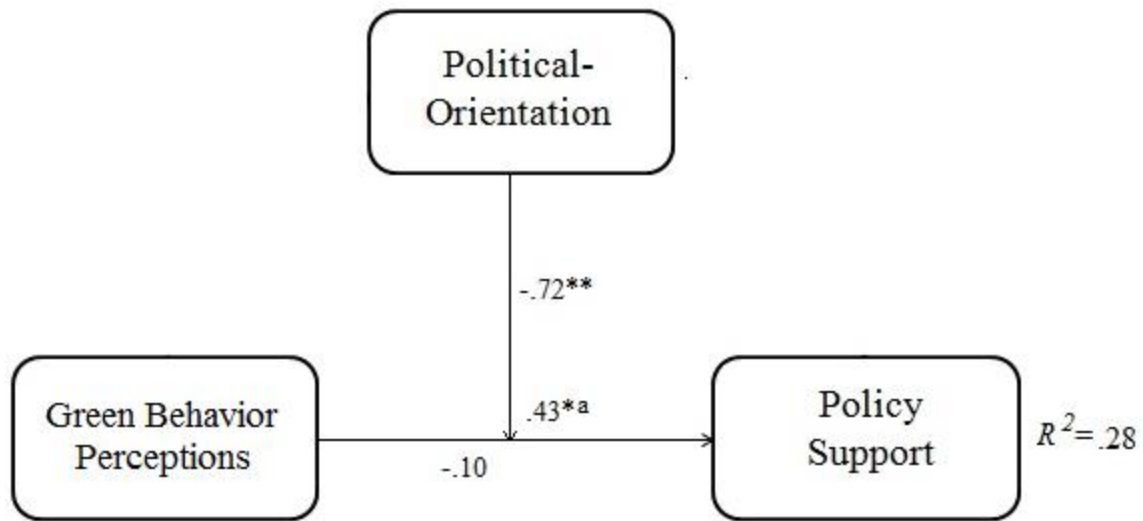 Political-
Orientation
-.72**
.43*a
Green Behavior
Perceptions
-.10
Policy
Support
R²= .28